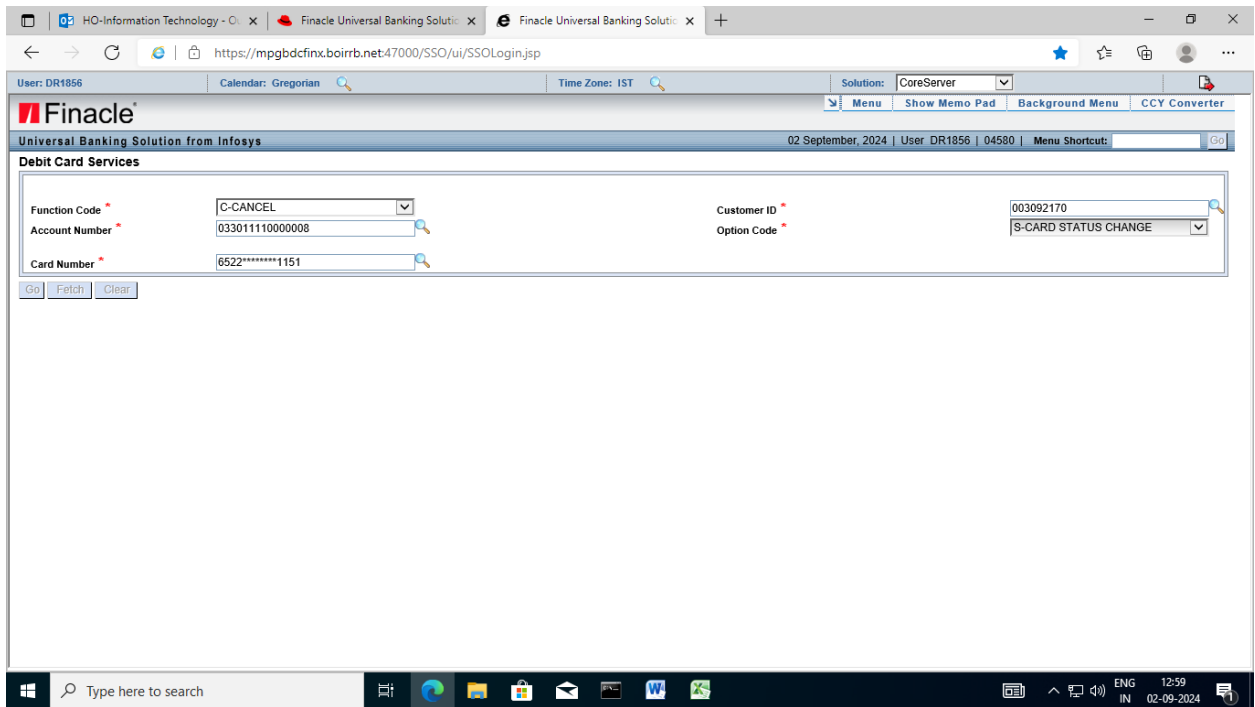 HO-Information Technology - Ou
Finacle Universal Banking Solutio
Finacle Universal Banking Solutio
https://mpgbdcfinx.boirrb.net:47000/SSO/ui/SSOLogin.jsp
User: DR1856 Calendar: Gregorian Time Zone: IST Solution: CoreServer
Finacle Menu Show Memo Pad Background Menu CCY Converter
Universal Banking Solution from Infosys 02 September, 2024 | User DR1856 | 04580 | Menu Shortcut: Go
Debit Card Services
Function Code * C-CANCEL Customer ID * 003092170
Account Number * 033011110000008 Option Code * S-CARD STATUS CHANGE
Card Number * 6522********1151
Go Fetch Clear
Type here to search ENG IN 12:59 02-09-2024 1